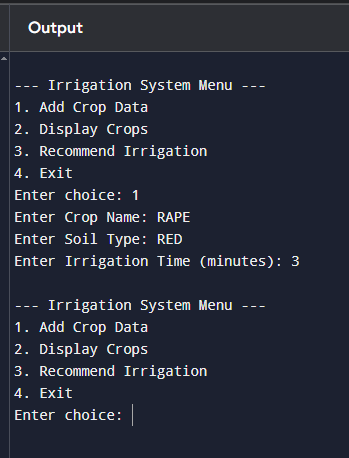 Output
--- Irrigation System Menu ---
1. Add Crop Data
2. Display Crops
3. Recommend Irrigation
4. Exit
Enter choice: 1
Enter Crop Name: RAPE
Enter Soil Type: RED
Enter Irrigation Time (minutes): 3
--- Irrigation System Menu ---
1. Add Crop Data
2. Display Crops
3. Recommend Irrigation
4. Exit
Enter choice: